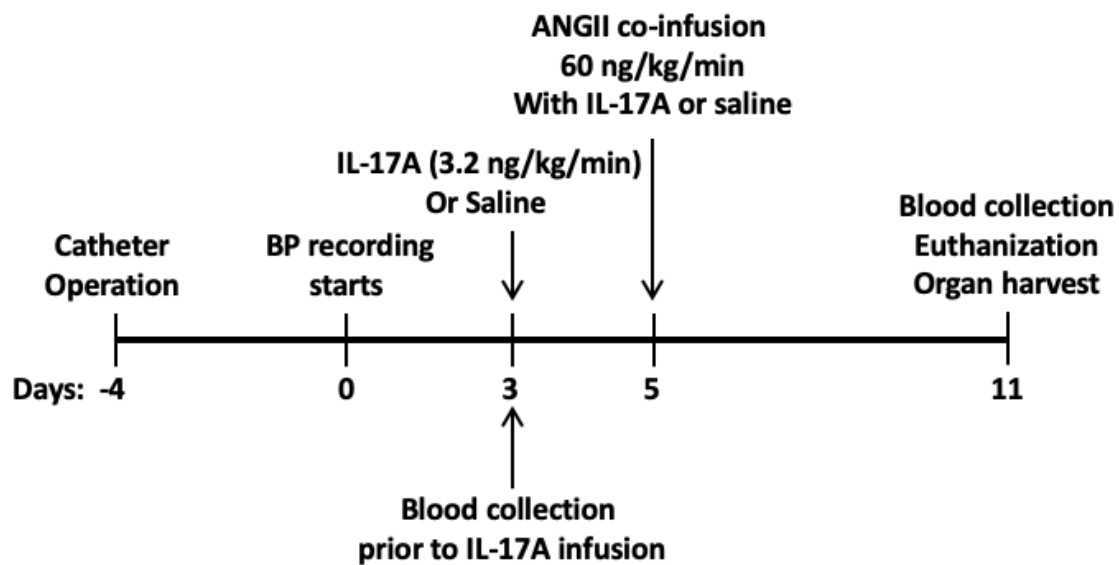 ANGII co-infusion
60 ng/kg/min
With IL-17A or saline
IL-17A (3.2 ng/kg/min)
Or Saline
Catheter
Operation
BP recording
starts
Blood collection
Euthanization
Organ harvest
Days: -4 0 3 5 11
Blood collection
prior to IL-17A infusion